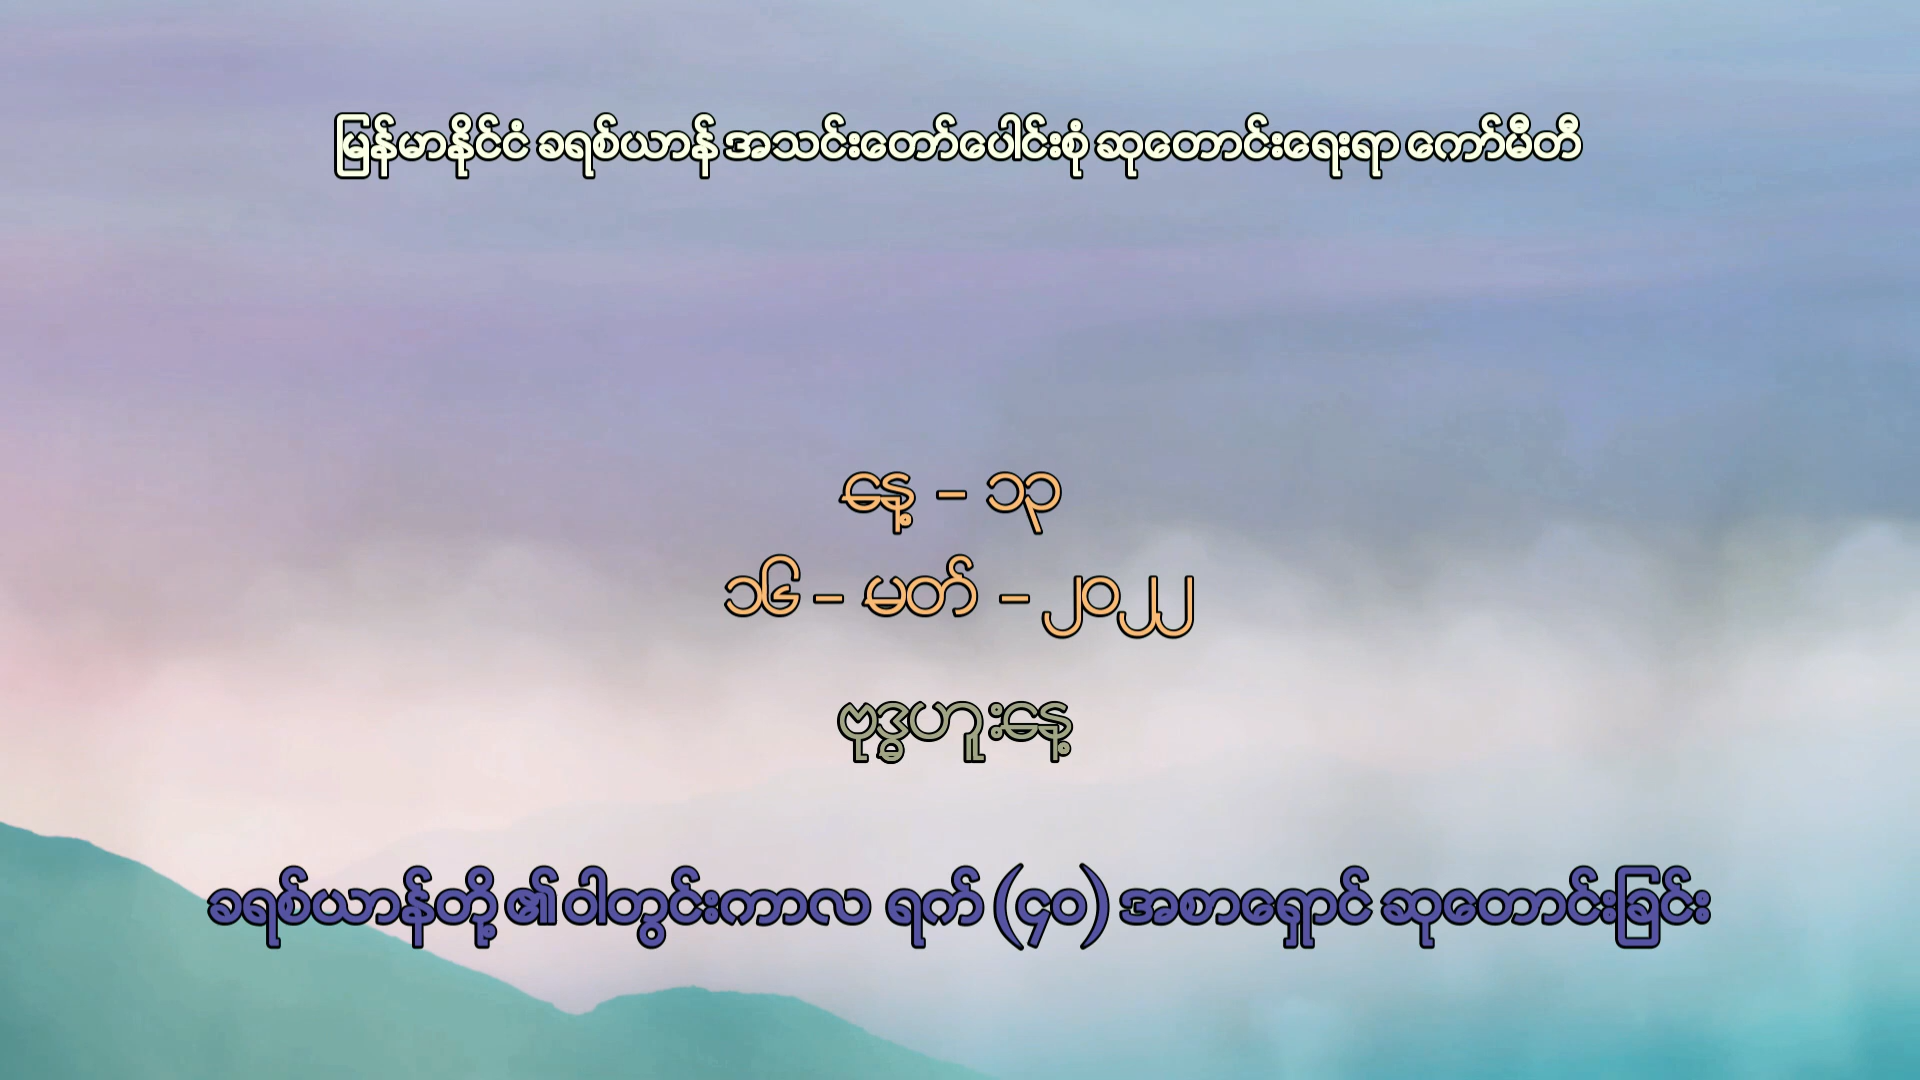 မြန်မာနိုင်ငံ ခရစ်ယာန် အသင်းတော်ပေါင်းစုံ ဆုတောင်းရေးရာ ကော်မီတီ
နေ့ - ၁၃
၁၆ - မတ် - ၂၀၂၂
ဗုဒ္ဓဟူးနေ့
ခရစ်ယာန်တို့ ၏ ဝါတွင်းကာလ ရက် (၄၀) အစာရှောင် ဆုတောင်းခြင်း